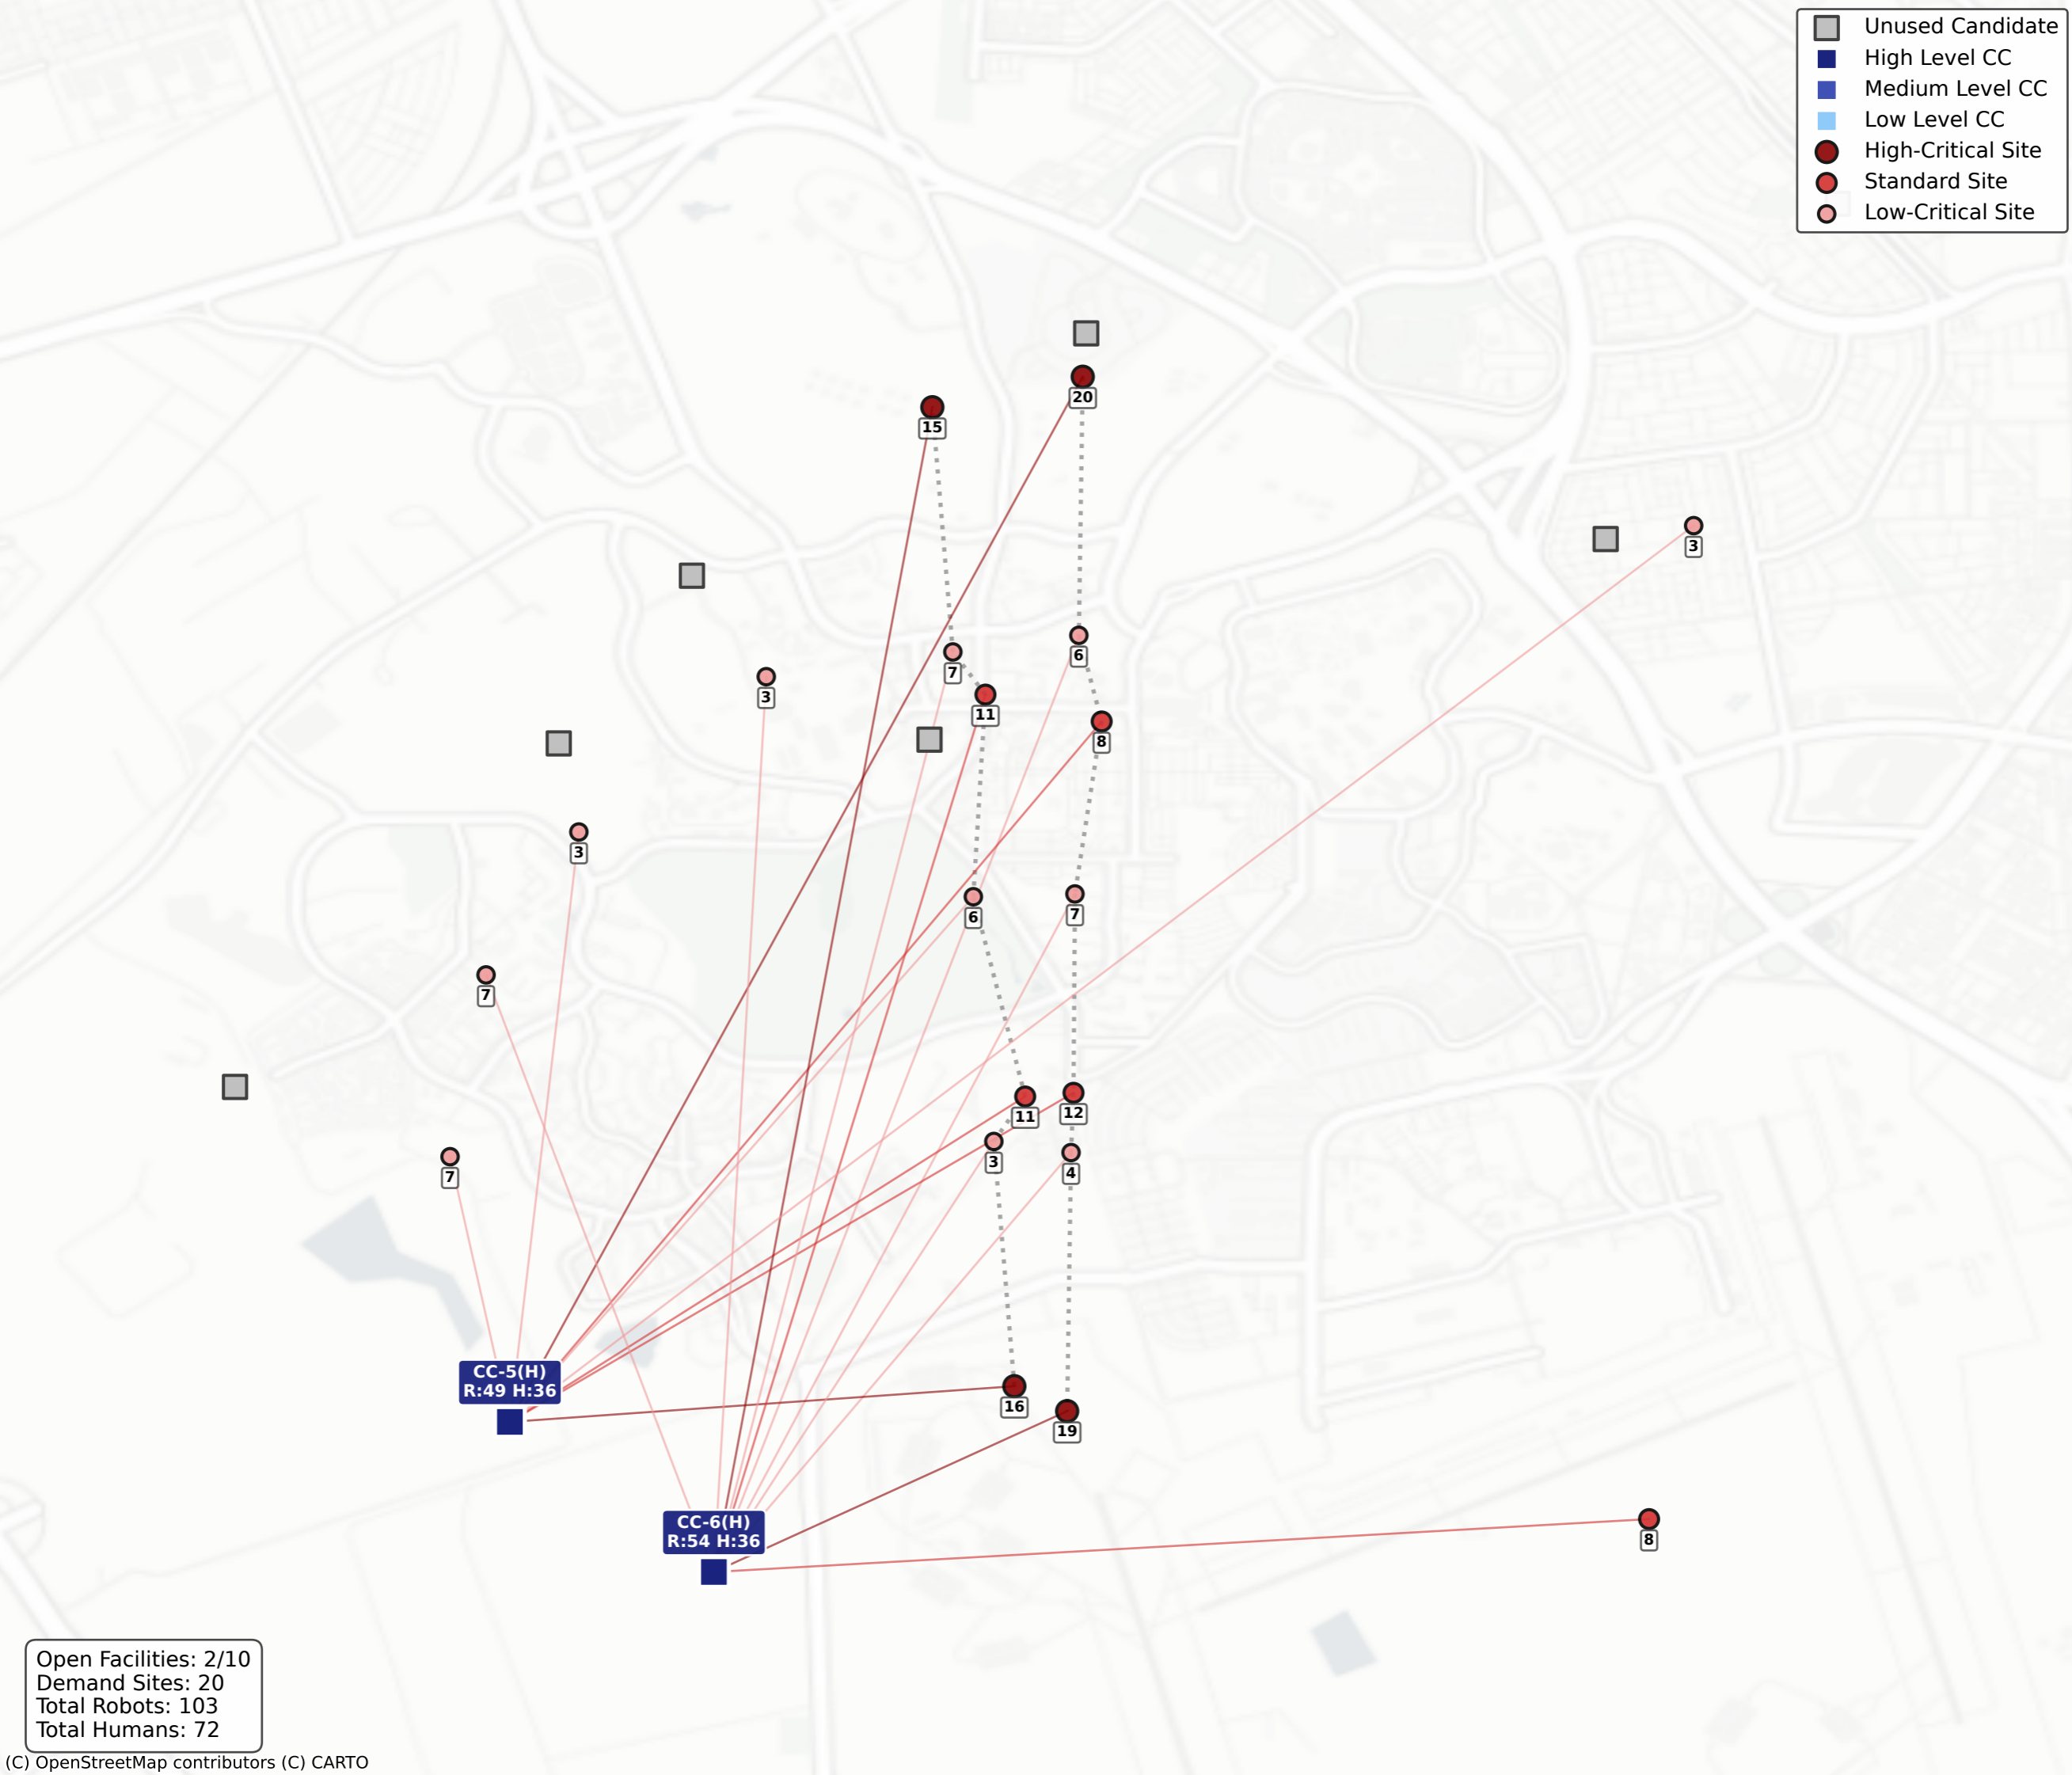 Unused Candidate
High Level CC
Medium Level CC
Low Level CC
High-Critical Site
Standard Site
Low-Critical Site
20
15
3
6
7
3
11
8
3
7
6
7
12
11
3
4
7
CC-5(H)
R:49 H:36
16
19
CC-6(H)
R:54 H:36
8
Open Facilities: 2/10
Demand Sites: 20
Total Robots: 103
Total Humans: 72
(C) OpenStreetMap contributors (C) CARTO